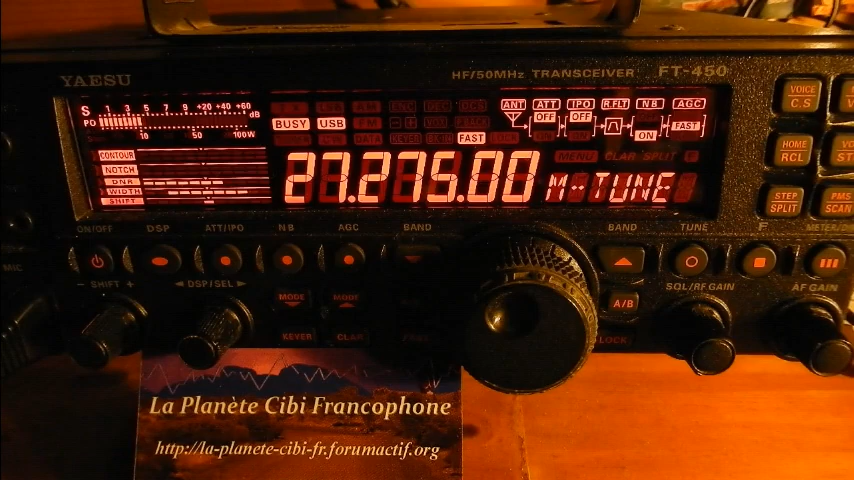 YAESU
HF/50MHz TRANSCEIVER FT-450
S 1 3 5 7 9 +20 +40 +60 dB
PO 10 50 100W
ANT ATT IPO R.FLT NB AGC
OFF OFF ON FAST
BUSY USB
FAST
CONTOUR
NOTCH
DNR
WIDTH
SHIFT
MENU CLAR SPLIT
27.275.00 M-TUNE
VOICE
C.S
HOME
RCL
STEP
SPLIT
PMS
SCAN
ON/OFF DSP ATT/IPO NB AGC BAND BAND TUNE F
MIC
- SHIFT + DSP/SEL
MODE MODE
A/B
SQL/RF GAIN AF GAIN
KEYER CLAR
LOCK
La Planète Cibi Francophone
http://la-planete-cibi-fr.forumactif.org